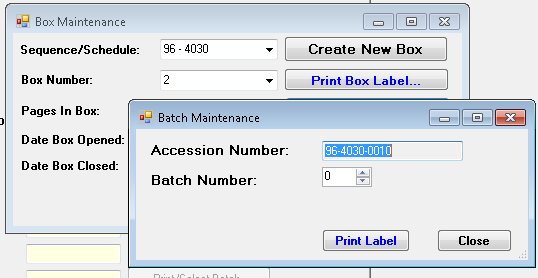 Box Maintenance
Sequence/Schedule: 96 - 4030 Create New Box
Box Number: 2 Print Box Label...
Pages In Box:
Date Box Opened:
Date Box Closed:
Batch Maintenance
Accession Number: 96-4030-0010
Batch Number: 0
Print Label Close
Print/Select Batch